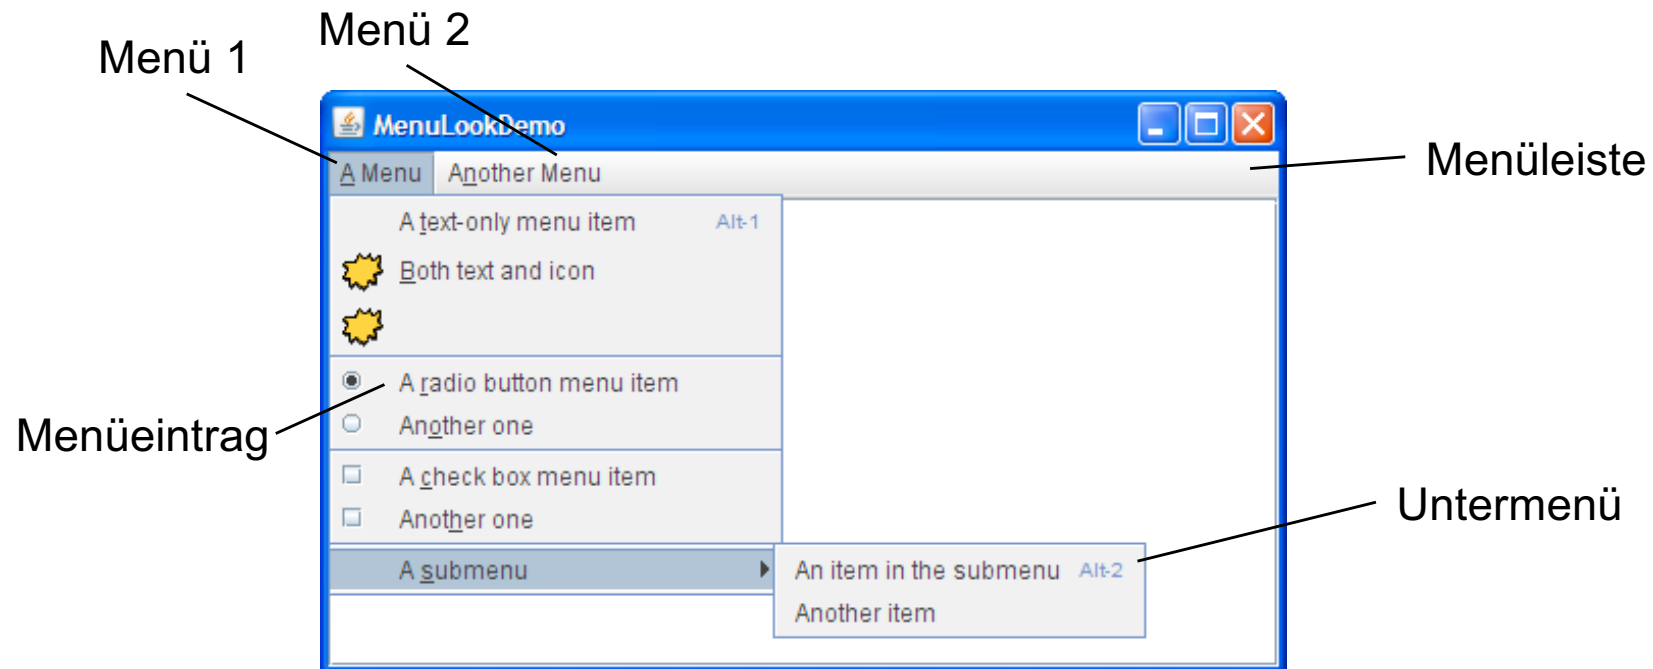 Menü 2
Menü 1
MenuLookDemo
Menüleiste
A Menu Another Menu
A text-only menu item Alt-1
Both text and icon
A radio button menu item
Menüeintrag
Another one
A check box menu item
Untermenü
Another one
A submenu
An item in the submenu Alt-2
Another item